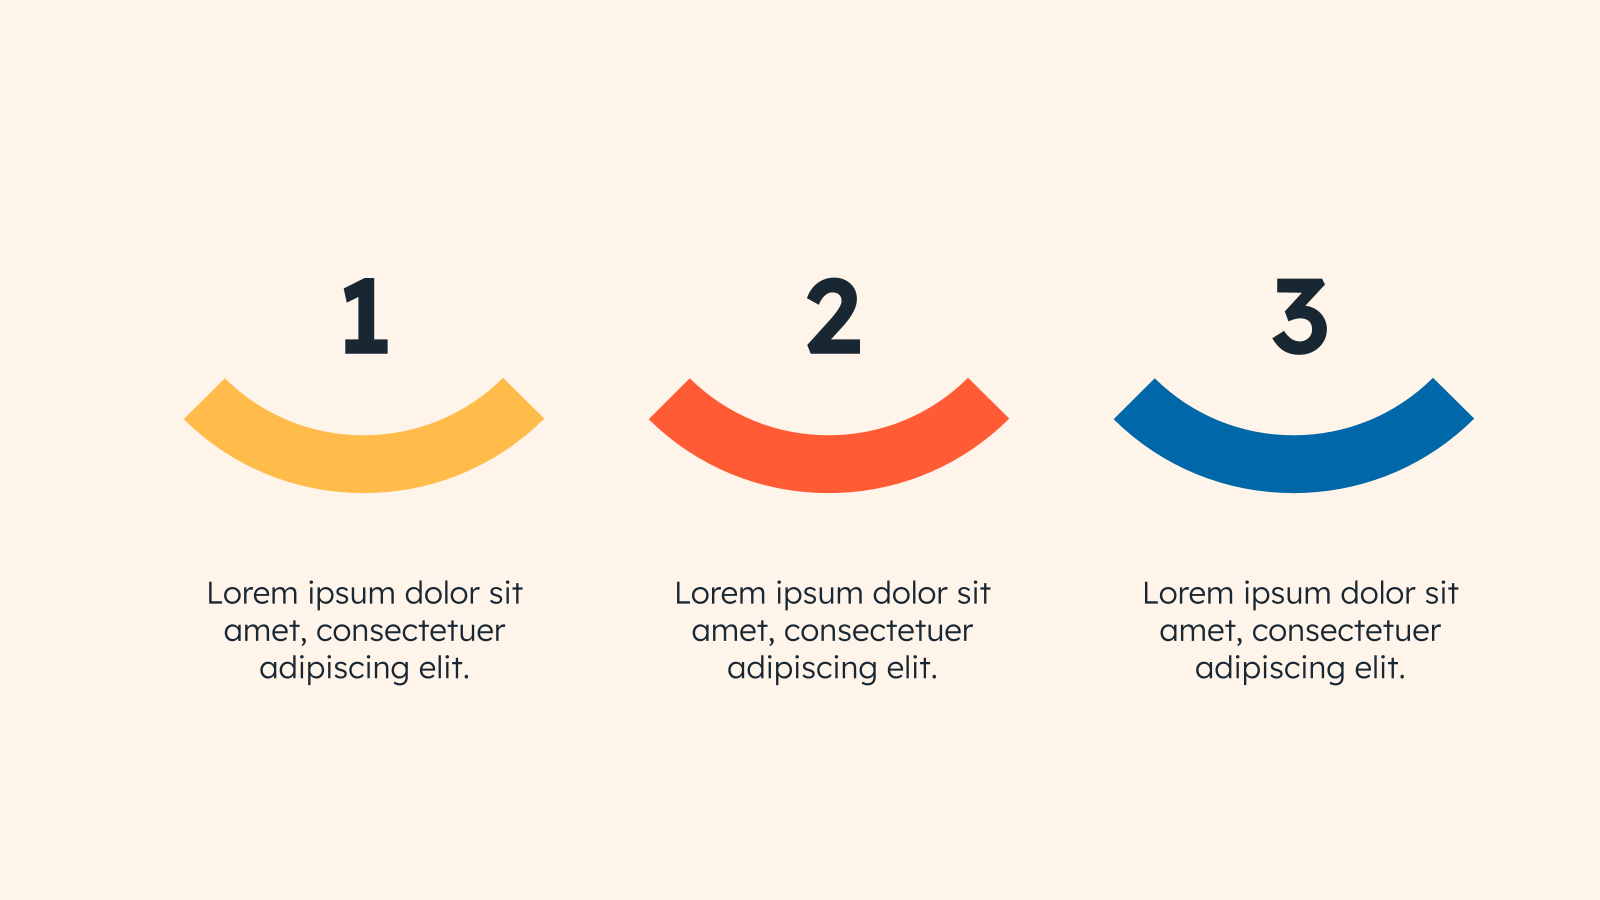 1
Lorem ipsum dolor sit
amet, consectetuer
adipiscing elit.
2
Lorem ipsum dolor sit
amet, consectetuer
adipiscing elit.
3
Lorem ipsum dolor sit
amet, consectetuer
adipiscing elit.